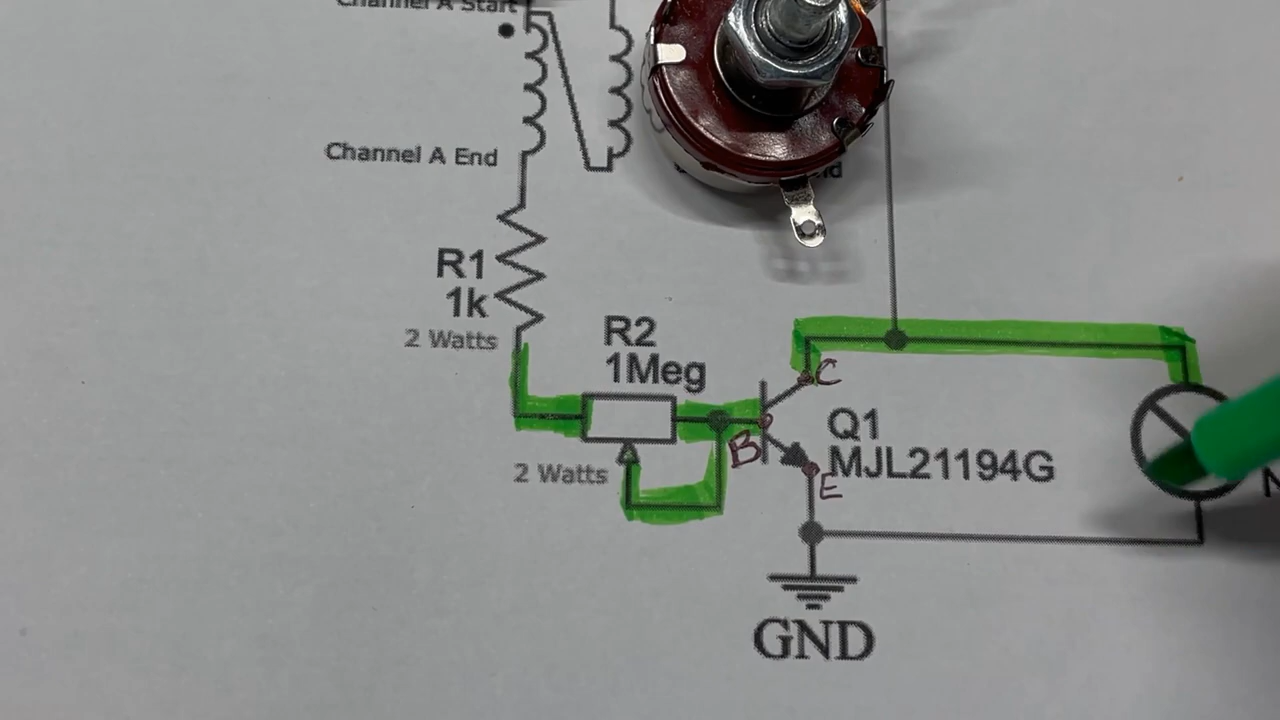 Channel A Start
Channel A End
R1
1k
2 Watts
R2
1Meg
2 Watts
C
B
E
Q1
MJL21194G
GND